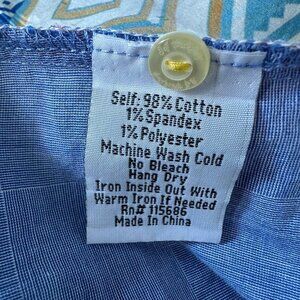 Self: 98% Cotton
1% Spandex
1% Polyester
Machine Wash Cold
No Bleach
Hang Dry
Iron Inside Out With
Warm Iron If Needed
Rn# 115686
Made In China